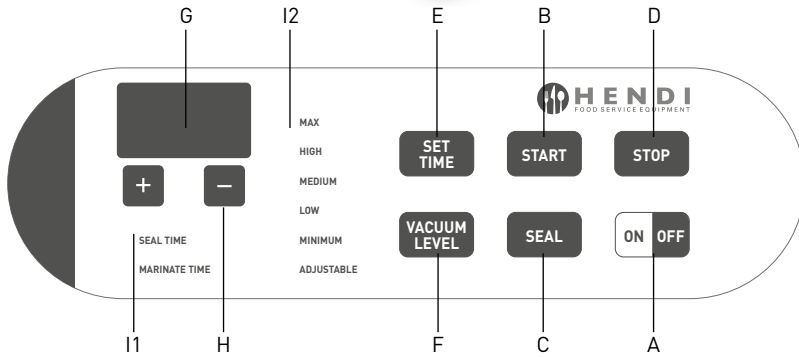 G I2 E B D
HENDI
FOOD SERVICE EQUIPMENT
MAX
HIGH
MEDIUM
LOW
MINIMUM
ADJUSTABLE
+ −
SEAL TIME
MARINATE TIME
SET
TIME
START
STOP
VACUUM
LEVEL
SEAL
ON OFF
I1 H F C A